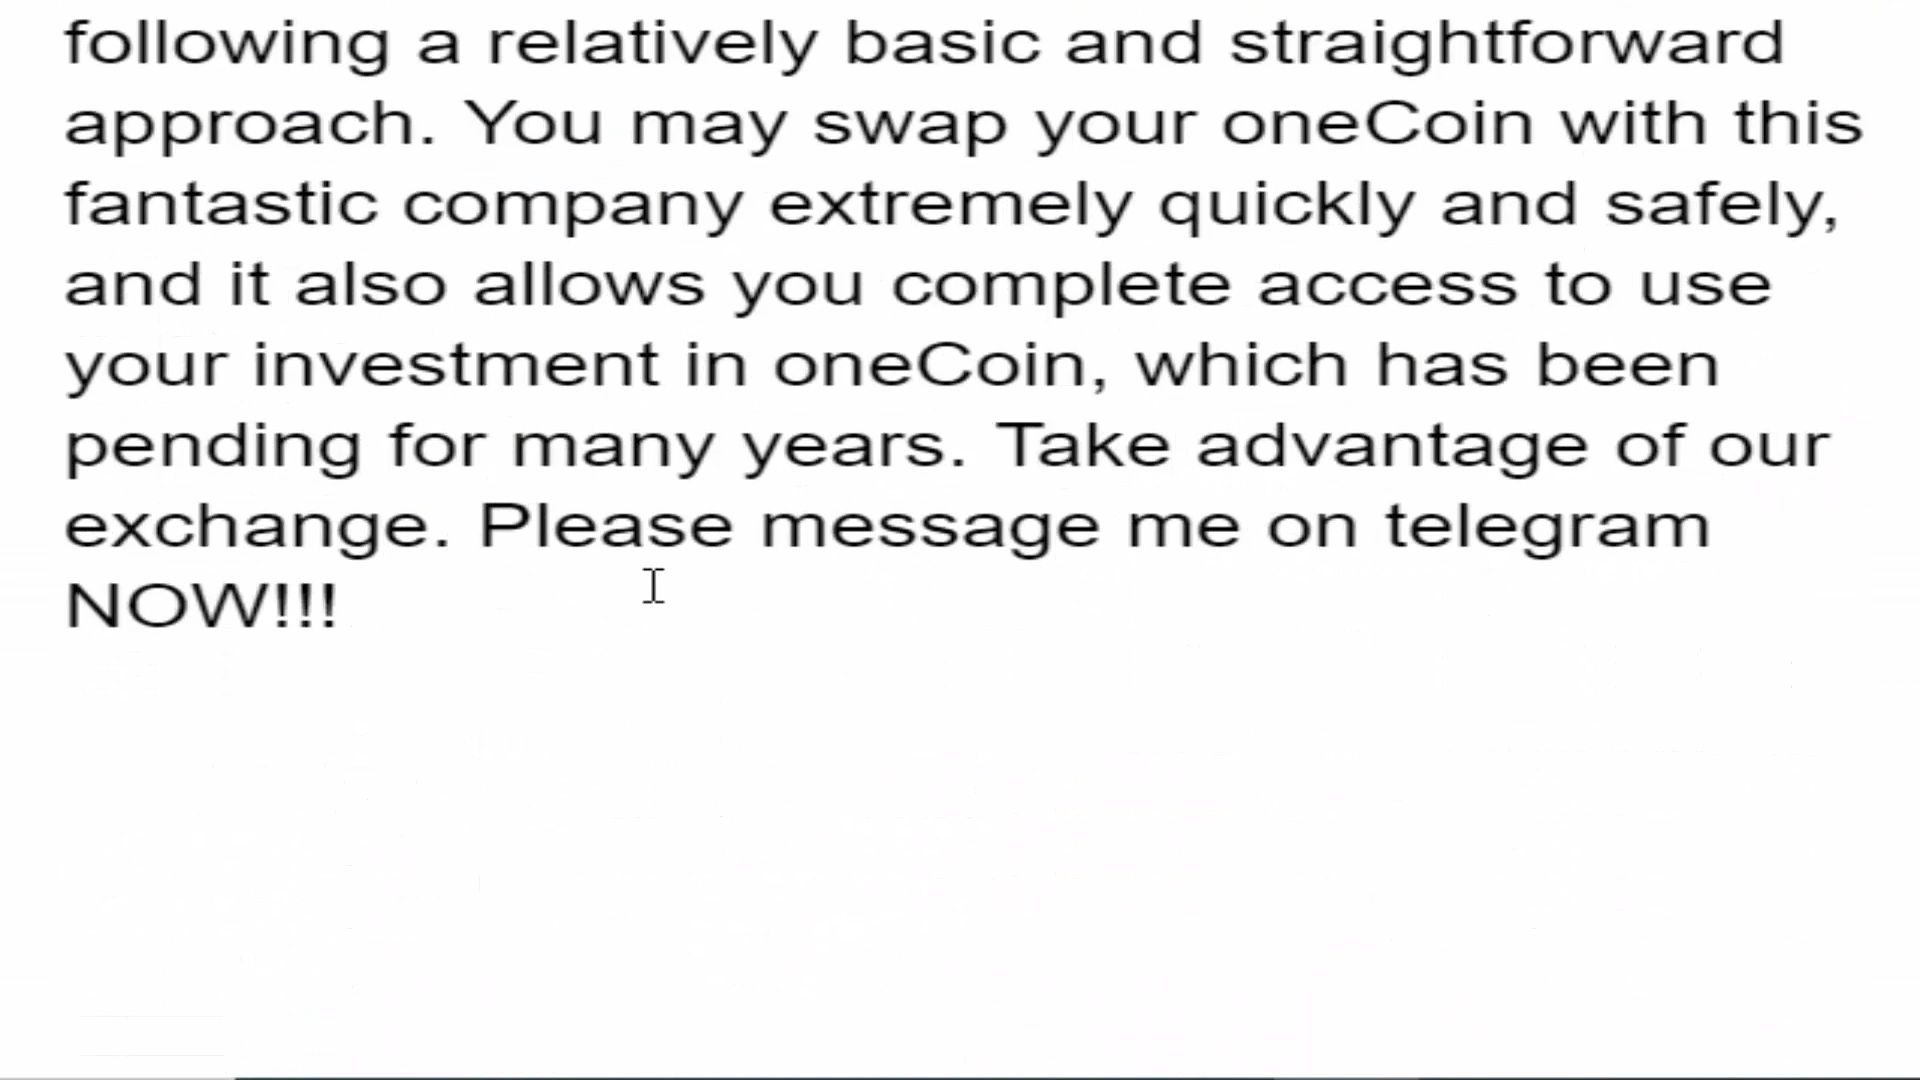 following a relatively basic and straightforward
approach. You may swap your oneCoin with this
fantastic company extremely quickly and safely,
and it also allows you complete access to use
your investment in oneCoin, which has been
pending for many years. Take advantage of our
exchange. Please message me on telegram
NOW!!!